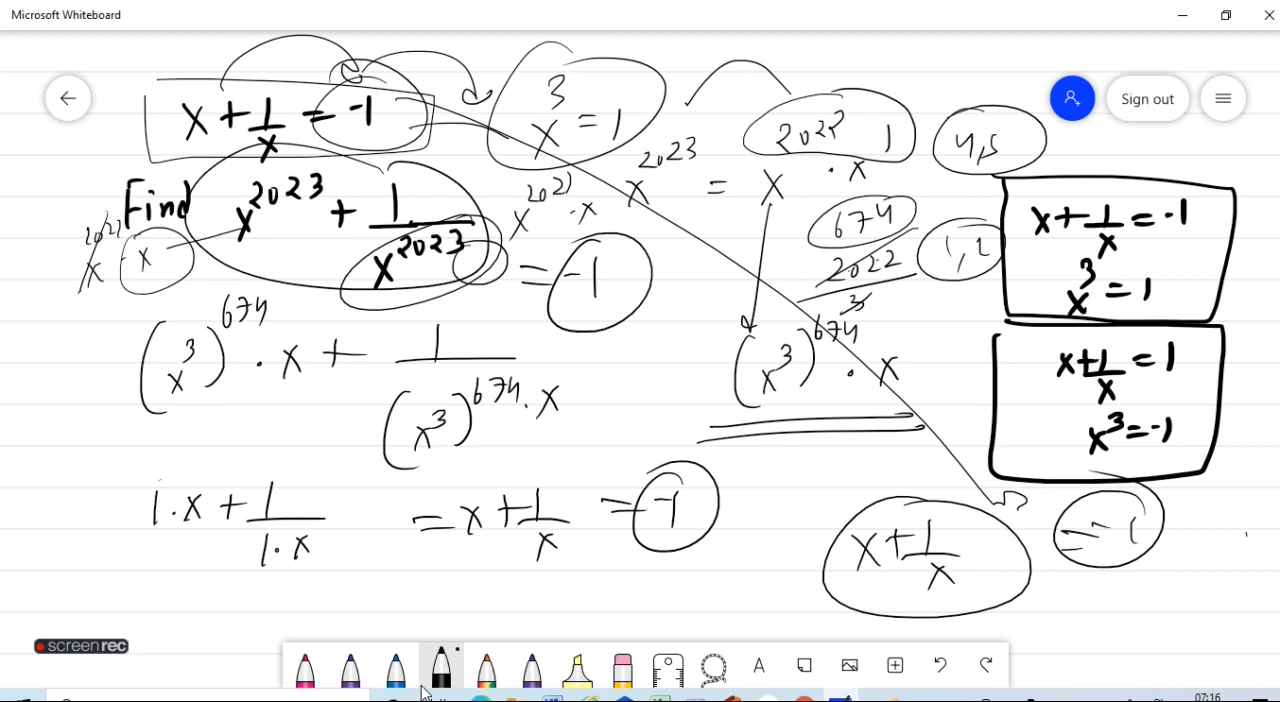 Microsoft Whiteboard
x + 1/x = -1
x^3 = 1
x^2023 = x^2022 · x^1
4,5
Sign out
Find x^2023 + 1/x^2023 = -1
x^2022 · x
x · x
674
2022/3
1,2
x + 1/x = -1
x^3 = 1
(x^3)^674 · x + 1/((x^3)^674 · x)
(x^3)^674 · x
x + 1/x = 1
x^3 = -1
1·x + 1/(1·x) = x + 1/x = -1
x + 1/x = -1
screenrec
A
07:16